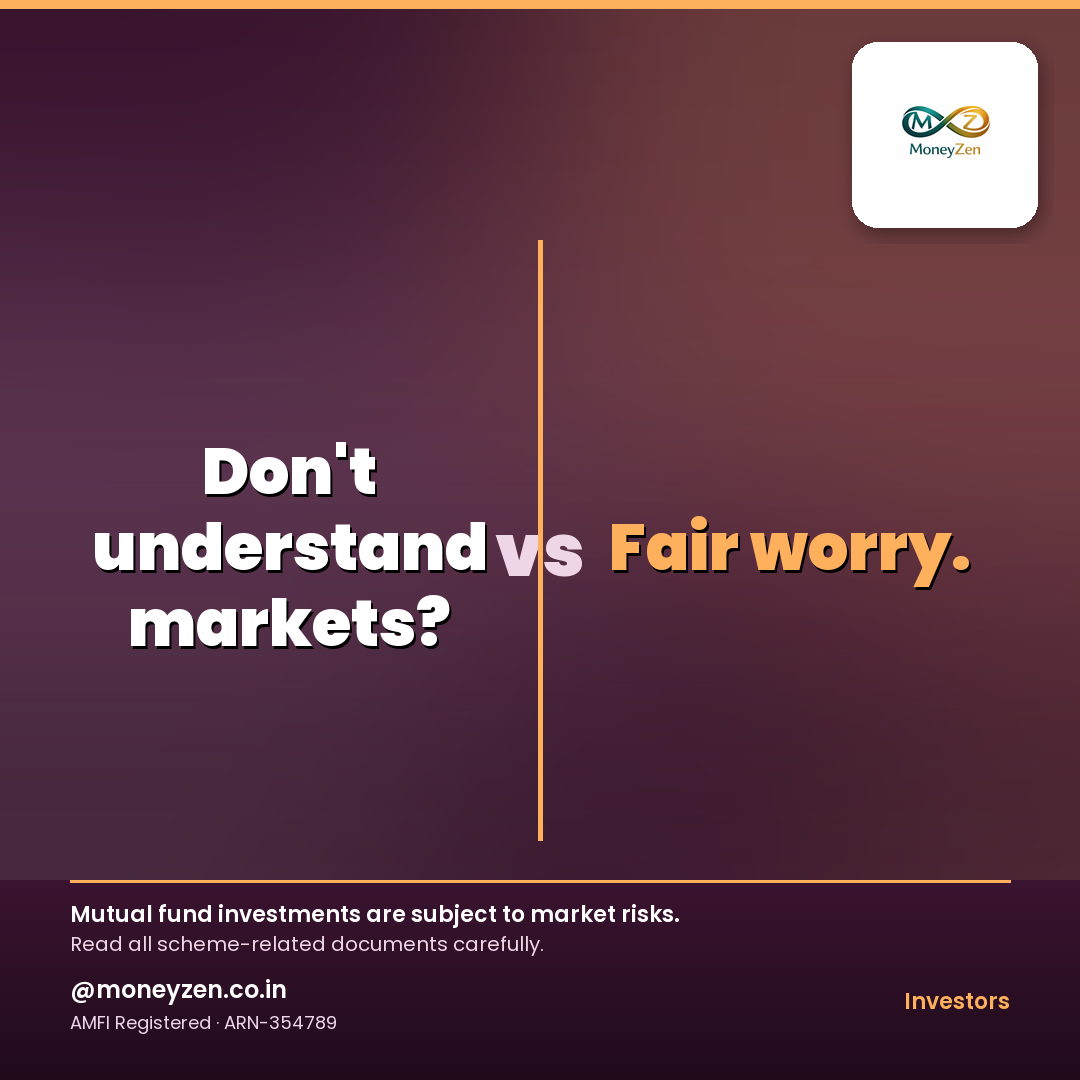 MZ
MoneyZen
Don't
understand
markets?
vs
Fair worry.
Mutual fund investments are subject to market risks.
Read all scheme-related documents carefully.
@moneyzen.co.in
AMFI Registered · ARN-354789
Investors